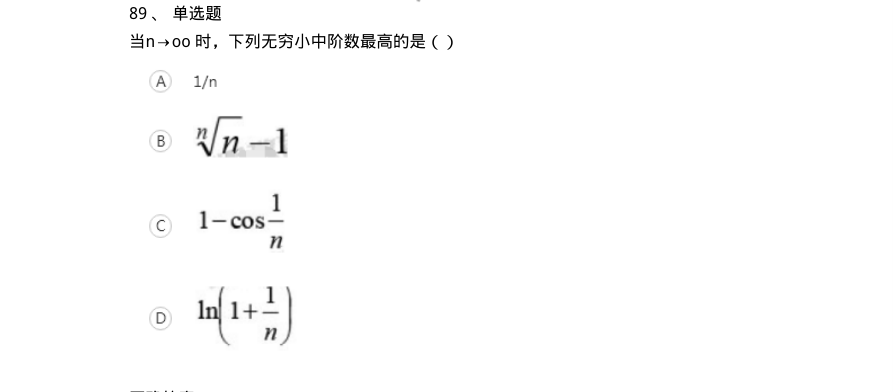 89 、 单选题
当n→oo 时，下列无穷小中阶数最高的是 ( )
A 1/n
B ⁿ√n − 1
C 1 − cos 1/n
D ln(1 + 1/n)